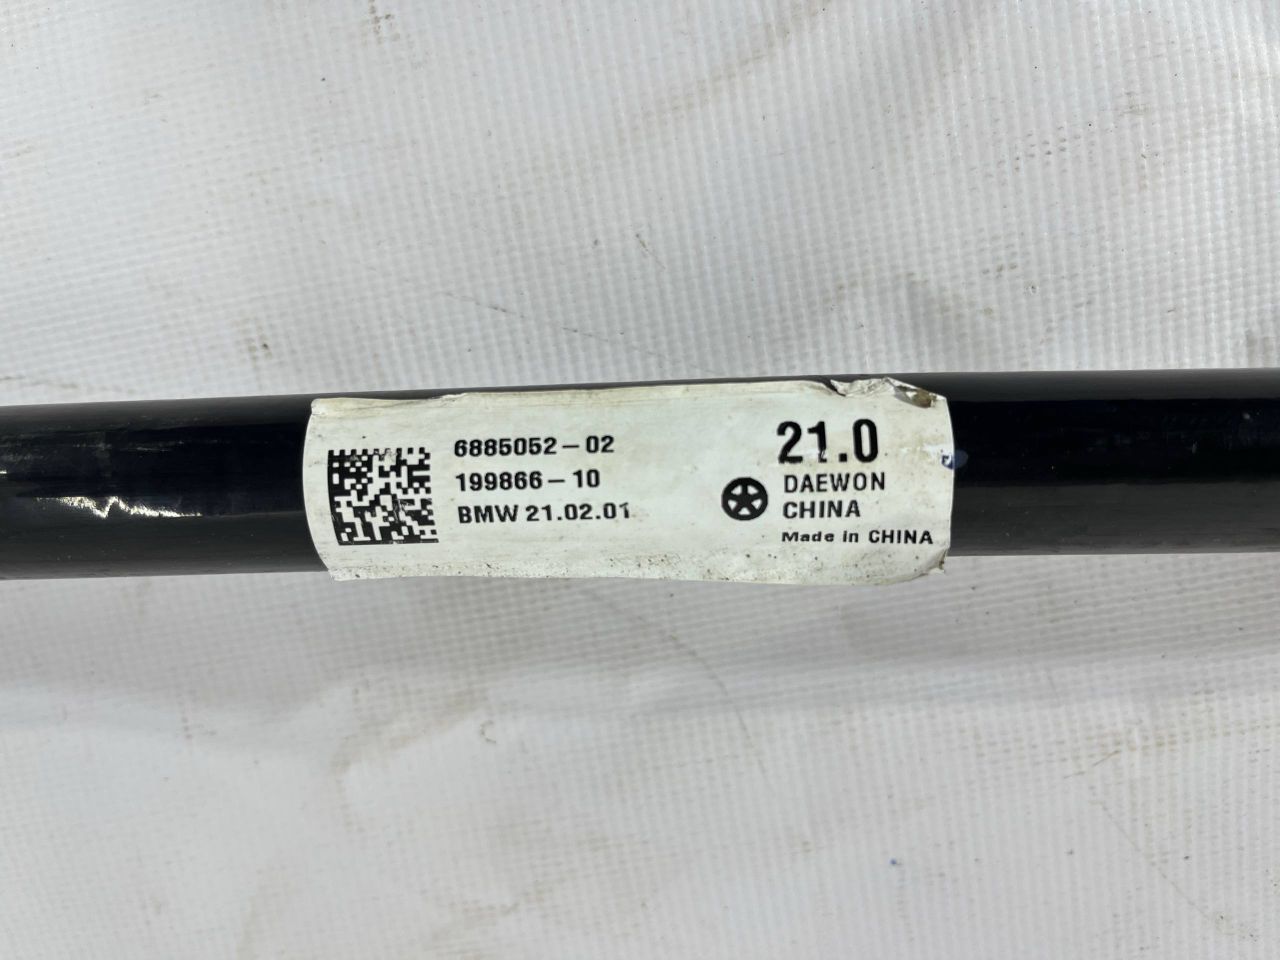 6885052-02
199866-10
BMW 21.02.01
21.0
DAEWON
CHINA
Made in CHINA